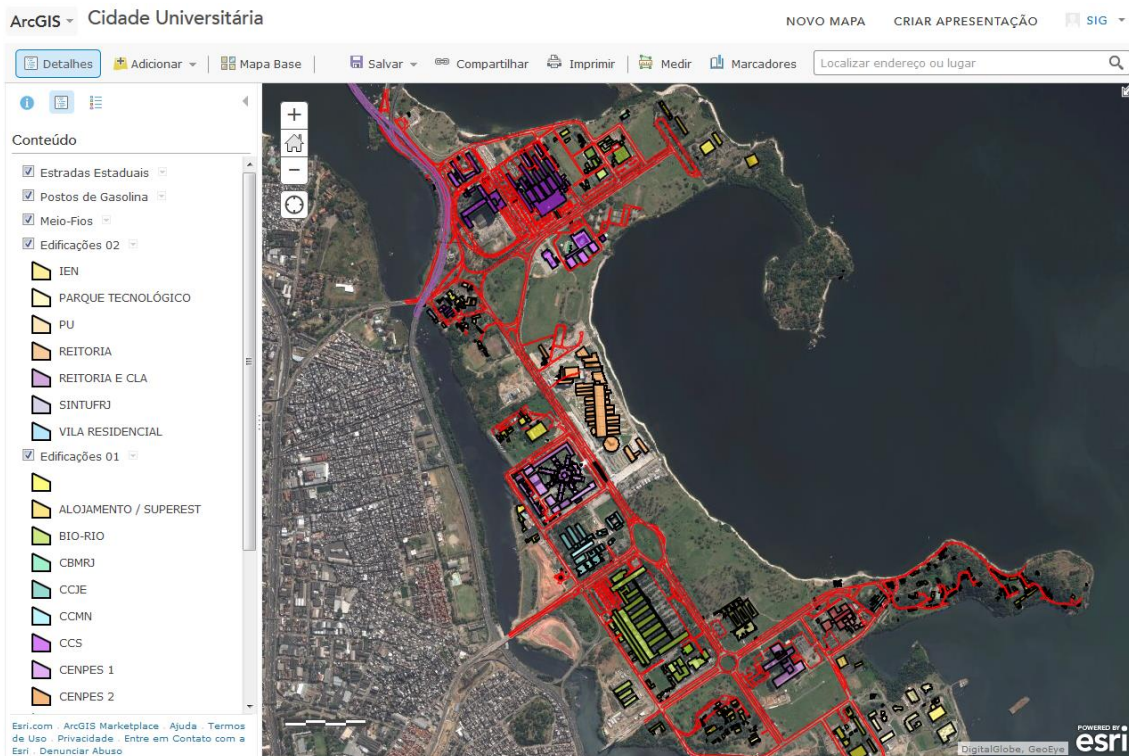 ArcGIS Cidade Universitária
NOVO MAPA CRIAR APRESENTAÇÃO SIG
Detalhes Adicionar Mapa Base Salvar Compartilhar Imprimir Medir Marcadores Localizar endereço ou lugar
Conteúdo
Estradas Estaduais
Postos de Gasolina
Meio-Fios
Edificações 02
IEN
PARQUE TECNOLÓGICO
PU
REITORIA
REITORIA E CLA
SINTUFRJ
VILA RESIDENCIAL
Edificações 01
ALOJAMENTO / SUPEREST
BIO-RIO
CBMRJ
CCJE
CCMN
CCS
CENPES 1
CENPES 2
Esri.com . ArcGIS Marketplace . Ajuda . Termos
de Uso . Privacidade . Entre em Contato com a
Esri . Denunciar Abuso
DigitalGlobe, GeoEye
POWERED BY
esri